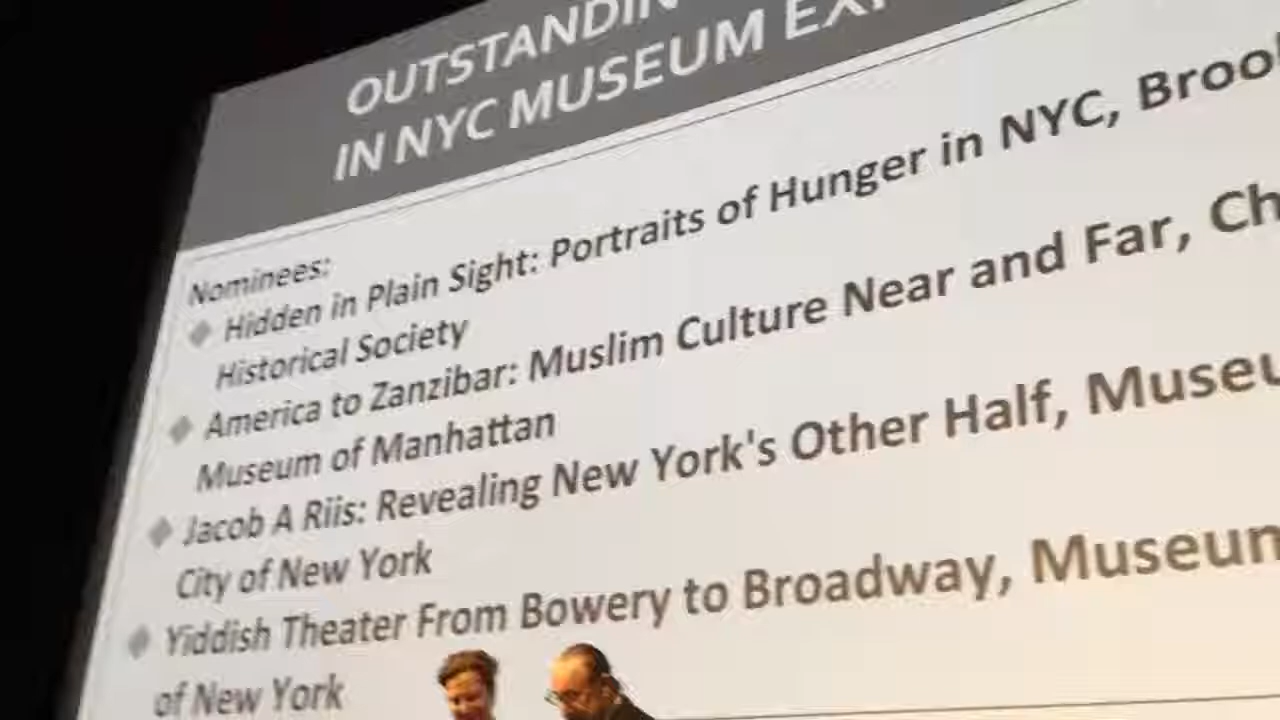 OUTSTANDIN
IN NYC MUSEUM EX
Nominees:
Hidden in Plain Sight: Portraits of Hunger in NYC, Broo
Historical Society
America to Zanzibar: Muslim Culture Near and Far, Ch
Museum of Manhattan
Jacob A Riis: Revealing New York's Other Half, Museu
City of New York
Yiddish Theater From Bowery to Broadway, Museum
of New York